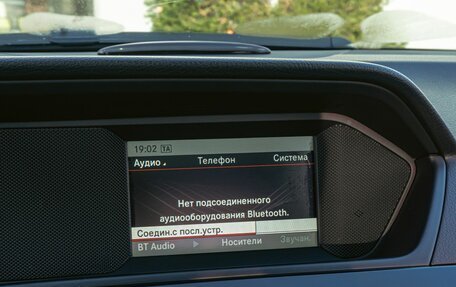 19:02 TA
Аудио Телефон Система
Нет подсоединенного
аудиооборудования Bluetooth.
Соедин.с посл.устр.
BT Audio Носители Звучан.